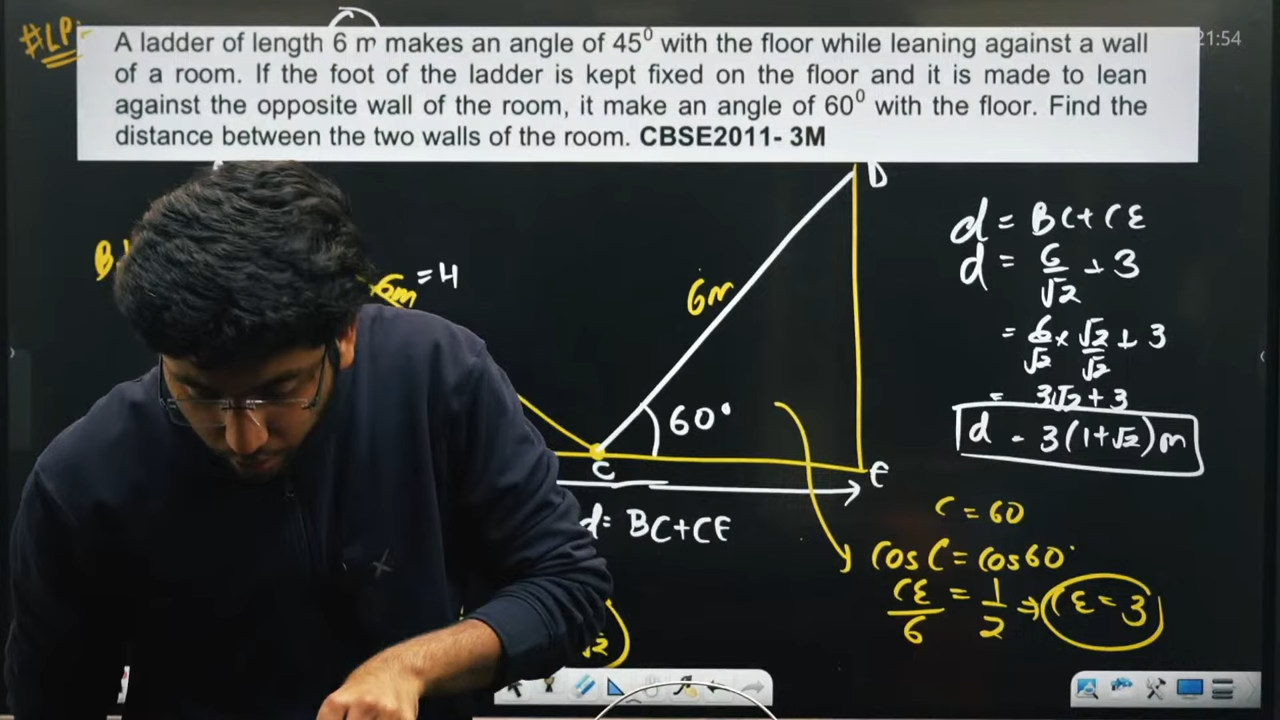 #LP:
21:54
A ladder of length 6 m makes an angle of 45⁰ with the floor while leaning against a wall
of a room. If the foot of the ladder is kept fixed on the floor and it is made to lean
against the opposite wall of the room, it make an angle of 60⁰ with the floor. Find the
distance between the two walls of the room. CBSE2011- 3M
D
B
6m = H
6m
60°
C
E
d = BC+CE
√2
d = BC+CE
d = 6/√2 + 3
= 6/√2 × √2/√2 + 3
= 3√2 + 3
d = 3(1+√2)m
C = 60
Cos C = Cos 60°
CE/6 = 1/2 ⇒ CE = 3